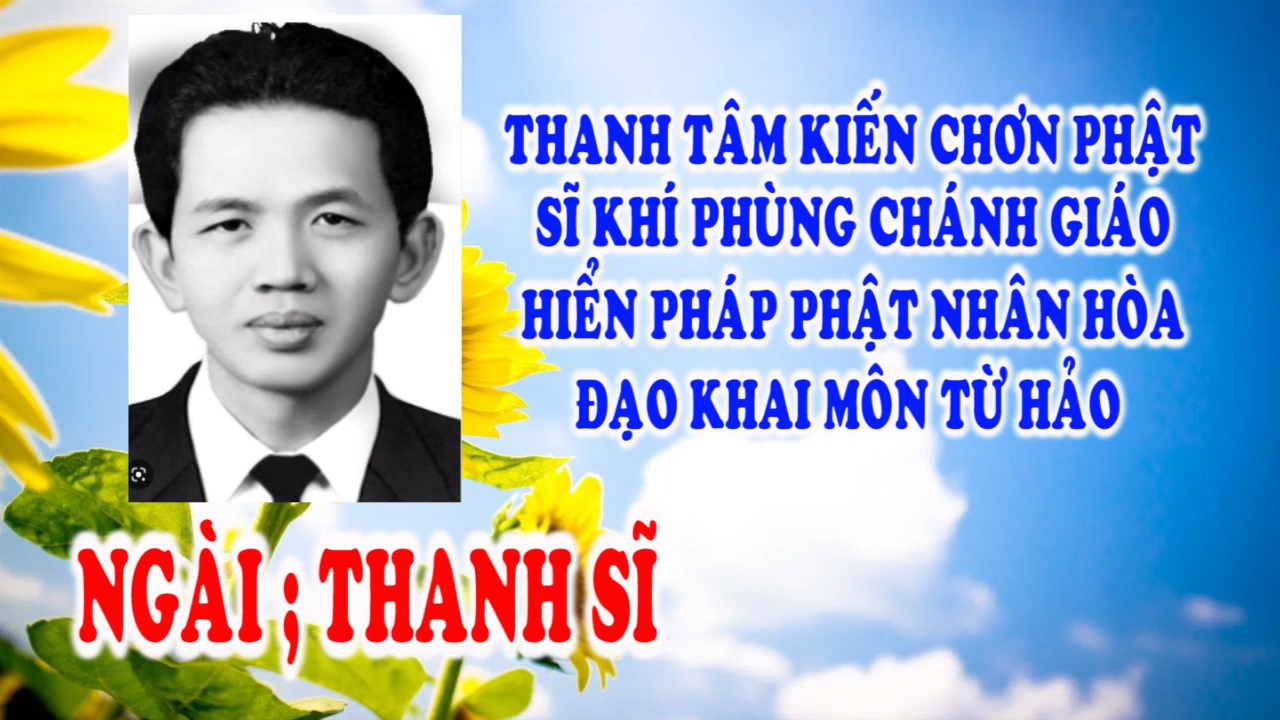 THANH TÂM KIẾN CHƠN PHẬT
SĨ KHÍ PHÙNG CHÁNH GIÁO
HIỂN PHÁP PHẬT NHÂN HÒA
ĐẠO KHAI MÔN TỪ HẢO
NGÀI ; THANH SĨ